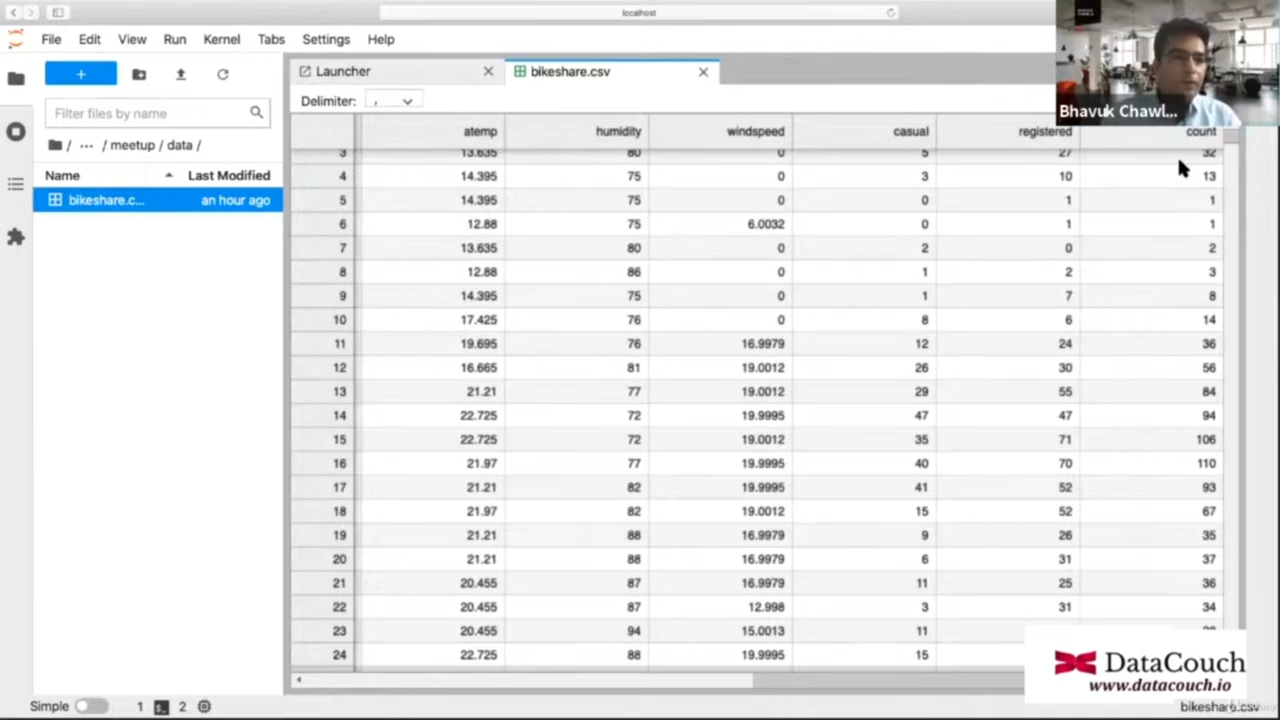 localhost
File Edit View Run Kernel Tabs Settings Help
Launcher
bikeshare.csv
Delimiter: ,
Filter files by name
/ ··· / meetup / data /
Name Last Modified
bikeshare.c... an hour ago
atemp humidity windspeed casual registered count
3 13.635 80 0 5 27 32
4 14.395 75 0 3 10 13
5 14.395 75 0 0 1 1
6 12.88 75 6.0032 0 1 1
7 13.635 80 0 2 0 2
8 12.88 86 0 1 2 3
9 14.395 75 0 1 7 8
10 17.425 76 0 8 6 14
11 19.695 76 16.9979 12 24 36
12 16.665 81 19.0012 26 30 56
13 21.21 77 19.0012 29 55 84
14 22.725 72 19.9995 47 47 94
15 22.725 72 19.0012 35 71 106
16 21.97 77 19.9995 40 70 110
17 21.21 82 19.9995 41 52 93
18 21.97 82 19.0012 15 52 67
19 21.21 88 16.9979 9 26 35
20 21.21 88 16.9979 6 31 37
21 20.455 87 16.9979 11 25 36
22 20.455 87 12.998 3 31 34
23 20.455 94 15.0013 11
24 22.725 88 19.9995 15
Bhavuk Chawl...
DataCouch
www.datacouch.io
Simple 1 2
bikeshare.csv